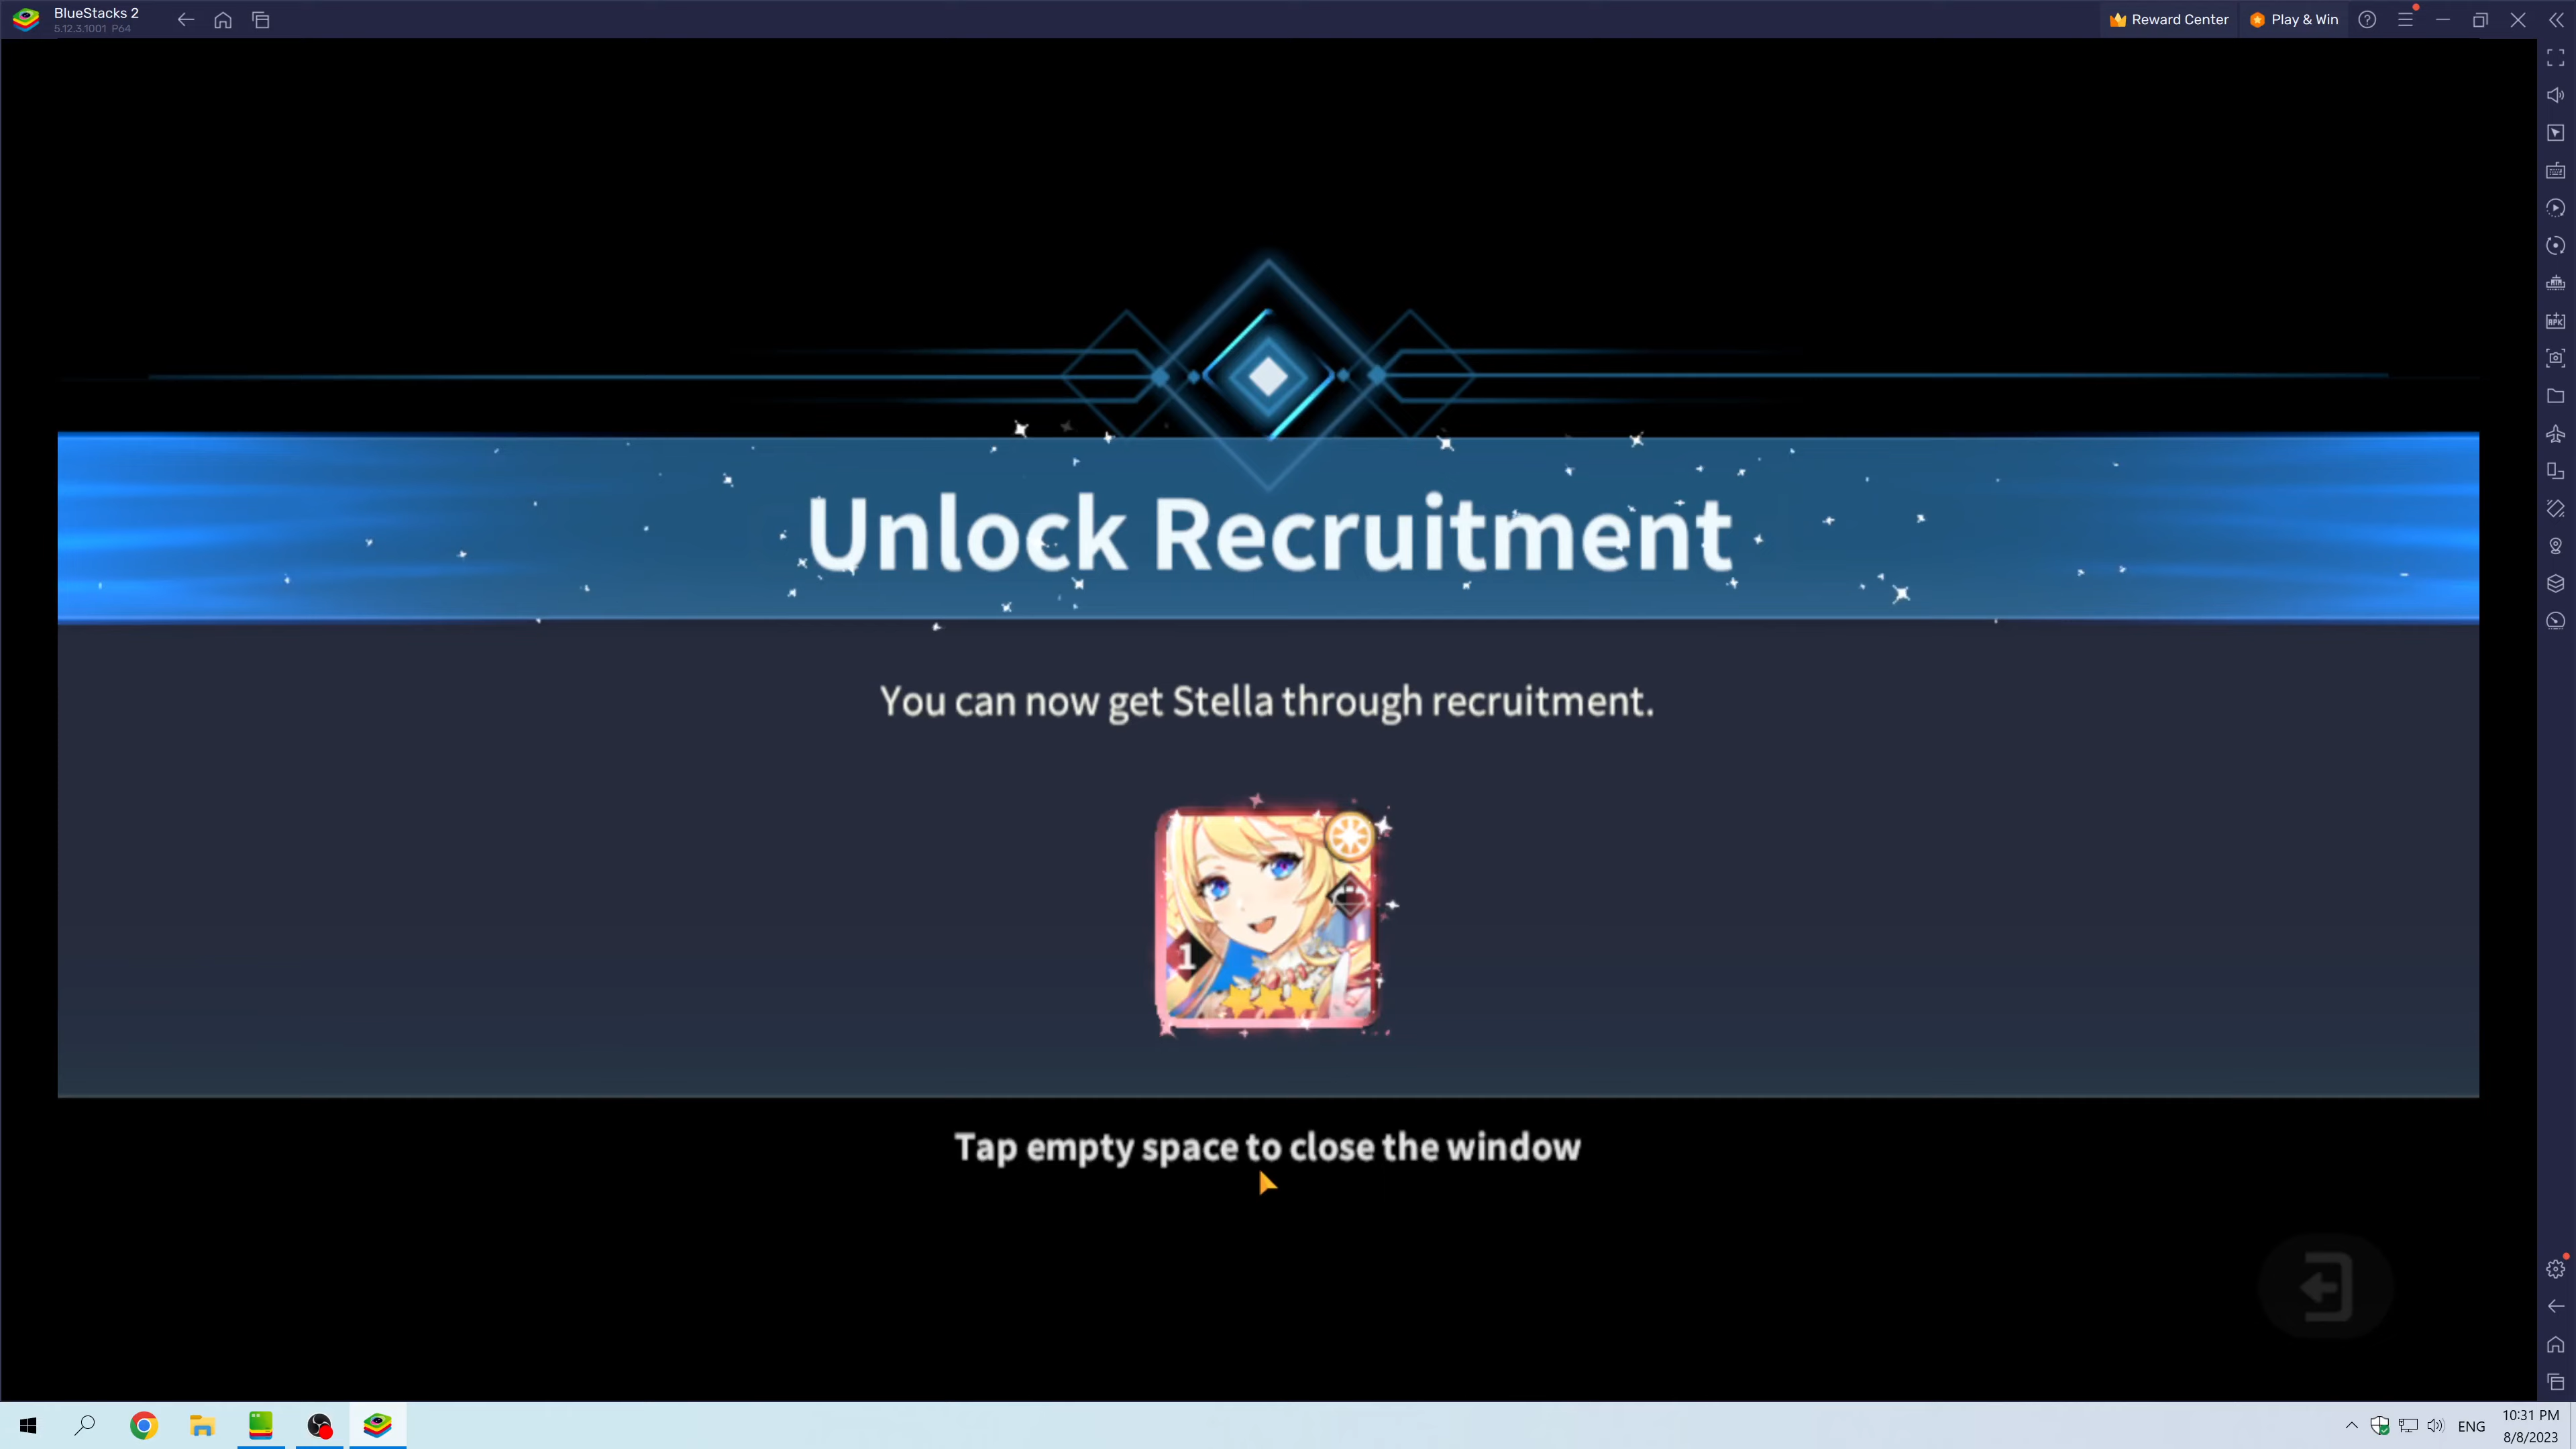 BlueStacks 2
5.12.3.1001 P64
Reward Center
Play & Win
Unlock Recruitment
You can now get Stella through recruitment.
1
Tap empty space to close the window
ENG
10:31 PM
8/8/2023